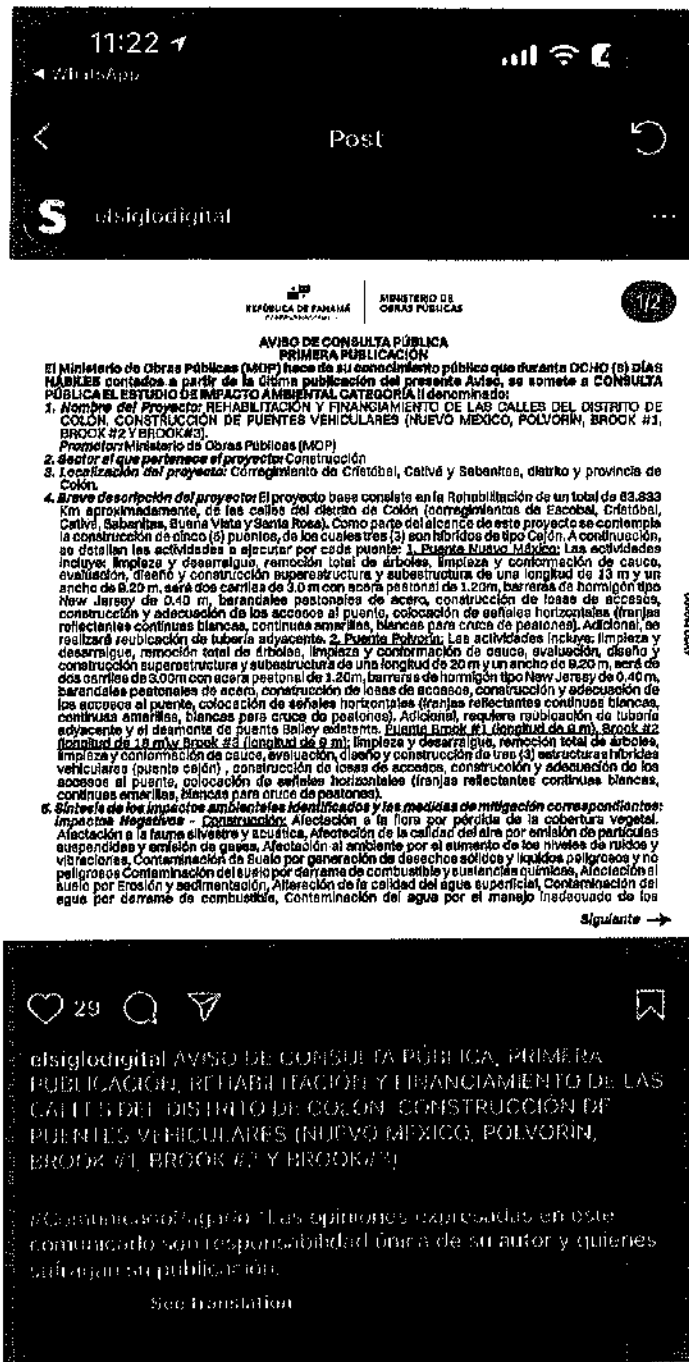 11:22
WhatsApp
Post
S elsiglodigital
...
REPÚBLICA DE PANAMÁ
MINISTERIO DE
OBRAS PÚBLICAS
1/2
AVISO DE CONSULTA PÚBLICA
PRIMERA PUBLICACIÓN
El Ministerio de Obras Públicas (MOP) hace de su conocimiento público que durante OCHO (8) DÍAS
HÁBILES contados a partir de la última publicación del presente Aviso, se somete a CONSULTA
PÚBLICA EL ESTUDIO DE IMPACTO AMBIENTAL CATEGORÍA II denominado:
1. Nombre del Proyecto: REHABILITACIÓN Y FINANCIAMIENTO DE LAS CALLES DEL DISTRITO DE
COLÓN, CONSTRUCCIÓN DE PUENTES VEHICULARES (NUEVO MEXICO, POLVORÍN, BROOK #1,
BROOK #2 Y BROOK#3).
Promotor: Ministerio de Obras Públicas (MOP)
2. Sector al que pertenece el proyecto: Construcción
3. Localización del proyecto: Corregimiento de Cristóbal, Cativá y Sabanitas, distrito y provincia de
Colón.
4. Breve descripción del proyecto: El proyecto base consiste en la Rehabilitación de un total de 63.833
Km aproximadamente, de las calles del distrito de Colón (corregimientos de Escobal, Cristóbal,
Cativá, Sabanitas, Buena Vista y Santa Rosa). Como parte del alcance de este proyecto se contempla
la construcción de cinco (5) puentes, de los cuales tres (3) son híbridos de tipo Cajón. A continuación,
se detallan las actividades a ejecutar por cada puente: 1. Puente Nuevo México: Las actividades
incluye: limpieza y desarraigue, remoción total de árboles, limpieza y conformación de cauce,
evaluación, diseño y construcción superestructura y subestructura de una longitud de 13 m y un
ancho de 9.20 m, será dos carriles de 3.0 m con acera peatonal de 1.20m, barreras de hormigón tipo
New Jersey de 0.40 m, barandales peatonales de acero, construcción de losas de accesos,
construcción y adecuación de los accesos al puente, colocación de señales horizontales (franjas
reflectantes continuas blancas, continuas amarillas, blancas para cruce de peatones). Adicional, se
realizará reubicación de tubería adyacente. 2. Puente Polvorín: Las actividades incluye: limpieza y
desarraigue, remoción total de árboles, limpieza y conformación de cauce, evaluación, diseño y
construcción superestructura y subestructura de una longitud de 20 m y un ancho de 9.20 m, será de
dos carriles de 3.00m con acera peatonal de 1.20m, barreras de hormigón tipo New Jersey de 0.40m,
barandales peatonales de acero, construcción de losas de accesos, construcción y adecuación de
los accesos al puente, colocación de señales horizontales (franjas reflectantes continuas blancas,
continuas amarillas, blancas para cruce de peatones). Adicional, requiere reubicación de tubería
adyacente y el desmonte de puente Bailey existente. Puente Brook #1 (longitud de 9 m), Brook #2
(longitud de 18 m) y Brook #3 (longitud de 9 m): limpieza y desarraigue, remoción total de árboles,
limpieza y conformación de cauce, evaluación, diseño y construcción de tres (3) estructuras híbridas
vehiculares (puente cajón), construcción de losas de accesos, construcción y adecuación de los
accesos al puente, colocación de señales horizontales (franjas reflectantes continuas blancas,
continuas amarillas, blancas para cruce de peatones).
5. Síntesis de los impactos ambientales identificados y las medidas de mitigación correspondientes:
Impactos Negativos - Construcción: Afectación a la flora por pérdida de la cobertura vegetal.
Afectación a la fauna silvestre y acuática, Afectación de la calidad del aire por emisión de partículas
suspendidas y emisión de gases, Afectación al ambiente por el aumento de los niveles de ruidos y
vibraciones, Contaminación de Suelo por generación de desechos sólidos y líquidos peligrosos y no
peligrosos Contaminación del suelo por derrame de combustible y sustancias químicas, Afectación al
suelo por Erosión y sedimentación, Alteración de la calidad del agua superficial, Contaminación del
agua por derrame de combustible, Contaminación del agua por el manejo inadecuado de los
Siguiente
29
elsiglodigital AVISO DE CONSULTA PÚBLICA, PRIMERA
PUBLICACIÓN, REHABILITACIÓN Y FINANCIAMIENTO DE LAS
CALLES DEL DISTRITO DE COLÓN, CONSTRUCCIÓN DE
PUENTES VEHICULARES (NUEVO MEXICO, POLVORÍN,
BROOK #1, BROOK #2 Y BROOK#3)
#ComunicadoPagado "Las opiniones expresadas en este
comunicado son responsabilidad única de su autor y quienes
sufragan su publicación.
See translation